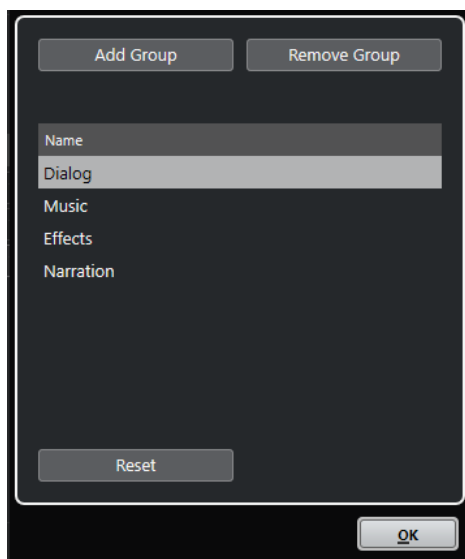 Add Group Remove Group
Name
Dialog
Music
Effects
Narration
Reset
OK